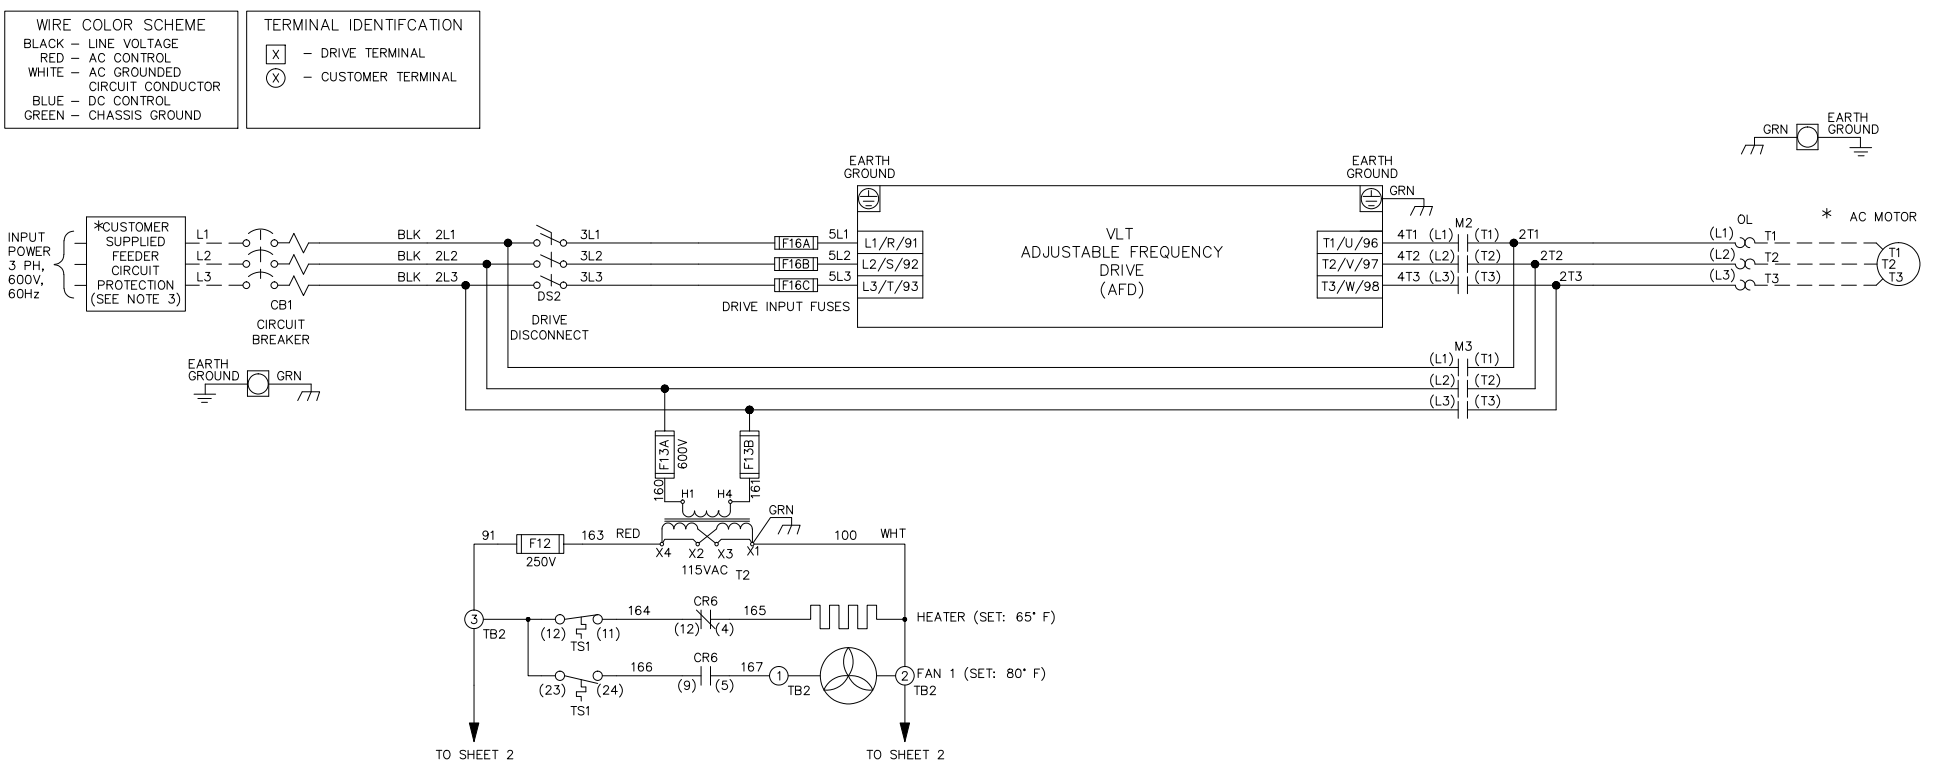 WIRE COLOR SCHEME
BLACK – LINE VOLTAGE
RED – AC CONTROL
WHITE – AC GROUNDED
CIRCUIT CONDUCTOR
BLUE – DC CONTROL
GREEN – CHASSIS GROUND
TERMINAL IDENTIFCATION
X – DRIVE TERMINAL
X – CUSTOMER TERMINAL
GRN
EARTH
GROUND
EARTH
GROUND
EARTH
GROUND
GRN
INPUT
POWER
3 PH,
600V,
60Hz
*CUSTOMER
SUPPLIED
FEEDER
CIRCUIT
PROTECTION
(SEE NOTE 3)
L1
L2
L3
CB1
CIRCUIT
BREAKER
BLK 2L1
BLK 2L2
BLK 2L3
DS2
DRIVE
DISCONNECT
3L1
3L2
3L3
F16A
F16B
F16C
DRIVE INPUT FUSES
5L1
5L2
5L3
L1/R/91
L2/S/92
L3/T/93
VLT
ADJUSTABLE FREQUENCY
DRIVE
(AFD)
T1/U/96
T2/V/97
T3/W/98
M2
4T1 (L1) (T1) 2T1
4T2 (L2) (T2) 2T2
4T3 (L3) (T3) 2T3
OL
(L1) T1
(L2) T2
(L3) T3
* AC MOTOR
T1
T2
T3
M3
(L1) (T1)
(L2) (T2)
(L3) (T3)
EARTH
GROUND
GRN
F13A
600V
F13B
160
161
H1 H4
GRN
91
F12
250V
163 RED
X4 X2 X3 X1
115VAC T2
100 WHT
3
TB2
(12) (11)
TS1
164
CR6
(12) (4)
165
HEATER (SET: 65° F)
(23) (24)
TS1
166
CR6
(9) (5)
167
1
TB2
2
TB2
FAN 1 (SET: 80° F)
TO SHEET 2
TO SHEET 2